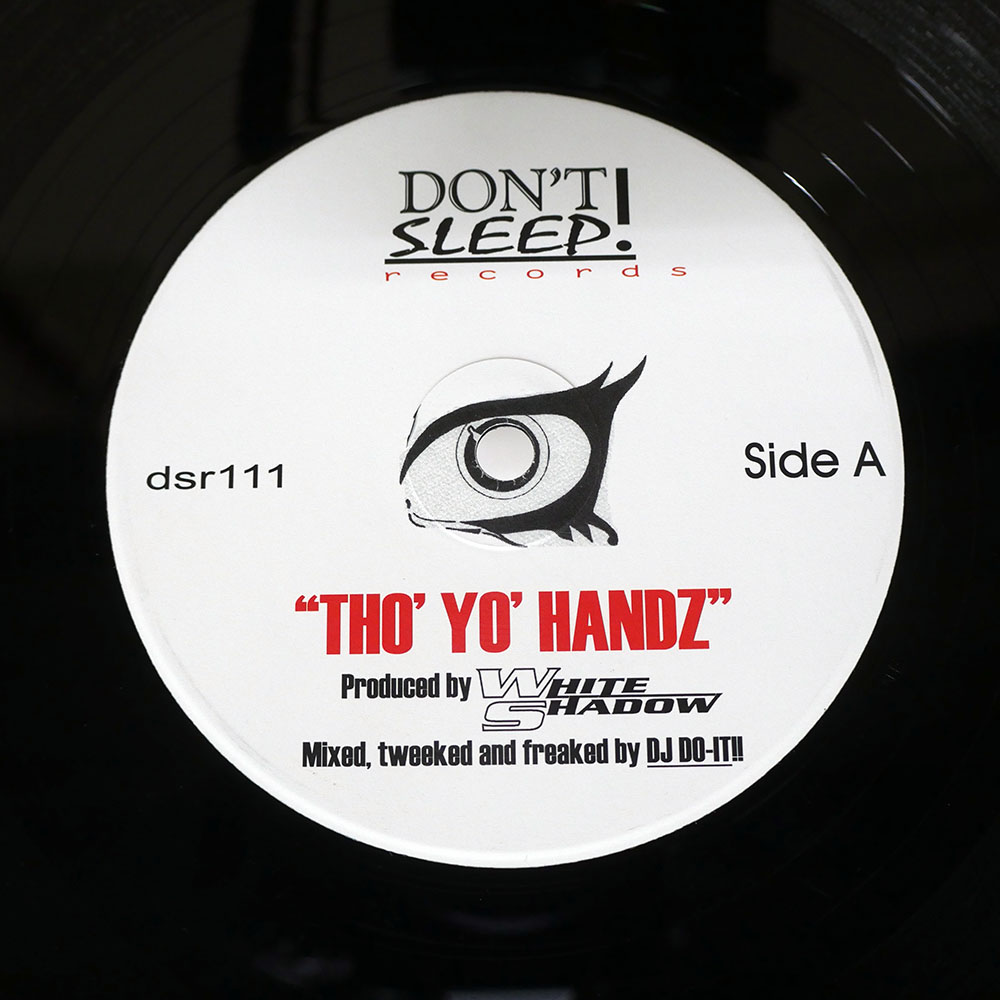 DON'T
SLEEP!
records
dsr111
Side A
“THO’ YO’ HANDZ”
Produced by WHITE SHADOW
Mixed, tweeked and freaked by DJ DO-IT!!